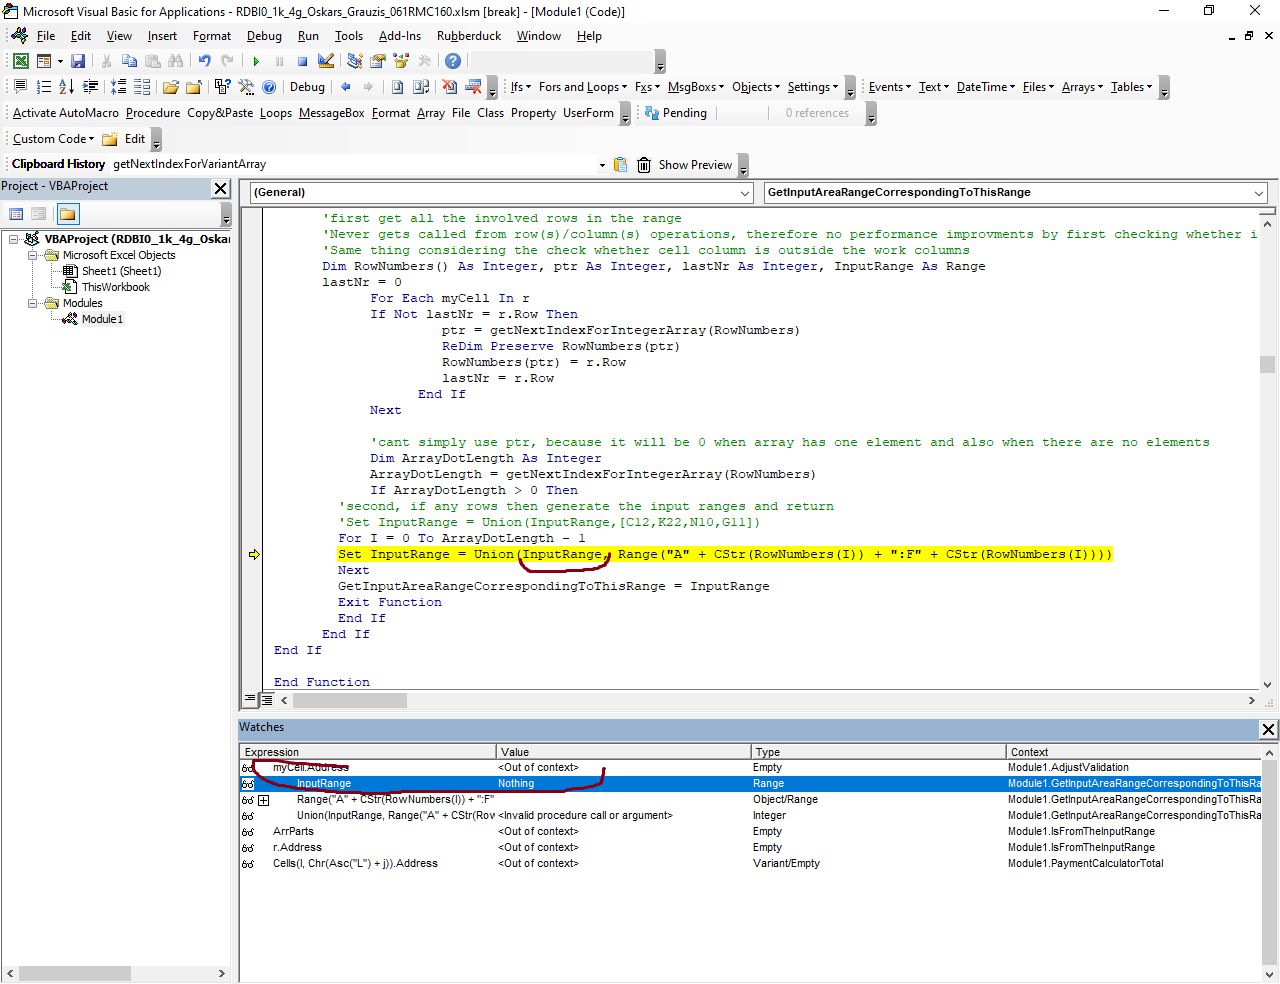 Microsoft Visual Basic for Applications - RDBI0_1k_4g_Oskars_Grauzis_061RMC160.xlsm [break] - [Module1 (Code)]
File Edit View Insert Format Debug Run Tools Add-Ins Rubberduck Window Help
Debug Ifs Fors and Loops Fxs MsgBoxs Objects Settings Events Text DateTime Files Arrays Tables
Activate AutoMacro Procedure Copy&Paste Loops MessageBox Format Array File Class Property UserForm Pending 0 references
Custom Code Edit
Clipboard History getNextIndexForVariantArray Show Preview
Project - VBAProject
(General) GetInputAreaRangeCorrespondingToThisRange
VBAProject (RDBI0_1k_4g_Oskar
Microsoft Excel Objects
Sheet1 (Sheet1)
ThisWorkbook
Modules
Module1
'first get all the involved rows in the range
'Never gets called from row(s)/column(s) operations, therefore no performance improvments by first checking whether i
'Same thing considering the check whether cell column is outside the work columns
Dim RowNumbers() As Integer, ptr As Integer, lastNr As Integer, InputRange As Range
lastNr = 0
For Each myCell In r
If Not lastNr = r.Row Then
ptr = getNextIndexForIntegerArray(RowNumbers)
ReDim Preserve RowNumbers(ptr)
RowNumbers(ptr) = r.Row
lastNr = r.Row
End If
Next
'cant simply use ptr, because it will be 0 when array has one element and also when there are no elements
Dim ArrayDotLength As Integer
ArrayDotLength = getNextIndexForIntegerArray(RowNumbers)
If ArrayDotLength > 0 Then
'second, if any rows then generate the input ranges and return
'Set InputRange = Union(InputRange,[C12,K22,N10,G11])
For I = 0 To ArrayDotLength - 1
Set InputRange = Union(InputRange, Range("A" + CStr(RowNumbers(I)) + ":F" + CStr(RowNumbers(I))))
Next
GetInputAreaRangeCorrespondingToThisRange = InputRange
Exit Function
End If
End If
End If
End Function
Watches
Expression Value Type Context
myCell.Address <Out of context> Empty Module1.AdjustValidation
InputRange Nothing Range Module1.GetInputAreaRangeCorrespondingToThisRa
Range("A" + CStr(RowNumbers(I)) + ":F" Object/Range Module1.GetInputAreaRangeCorrespondingToThisRa
Union(InputRange, Range("A" + CStr(Rov <Invalid procedure call or argument> Integer Module1.GetInputAreaRangeCorrespondingToThisRa
ArrParts <Out of context> Empty Module1.IsFromTheInputRange
r.Address <Out of context> Empty Module1.IsFromTheInputRange
Cells(I, Chr(Asc("L") + j)).Address <Out of context> Variant/Empty Module1.PaymentCalculatorTotal